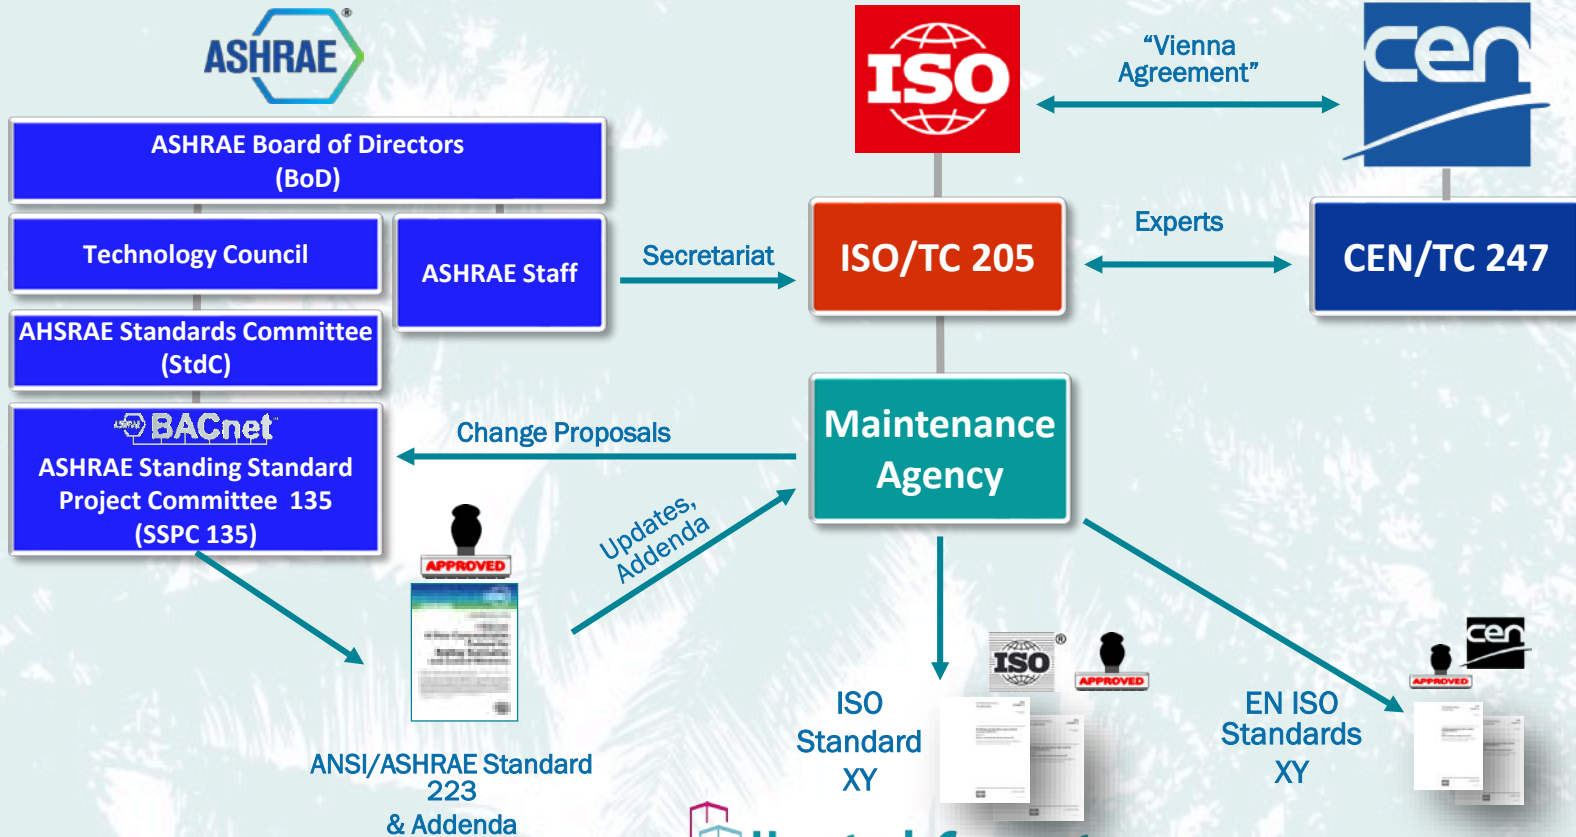 ASHRAE
ASHRAE Board of Directors
(BoD)
Technology Council
ASHRAE Staff
AHSRAE Standards Committee
(StdC)
BACnet
ASHRAE Standing Standard
Project Committee 135
(SSPC 135)
Secretariat
Change Proposals
Updates,
Addenda
APPROVED
ANSI/ASHRAE Standard
223
& Addenda
ISO
"Vienna
Agreement"
cen
ISO/TC 205
Experts
CEN/TC 247
Maintenance
Agency
ISO
Standard
XY
ISO
APPROVED
EN ISO
Standards
XY
APPROVED
cen